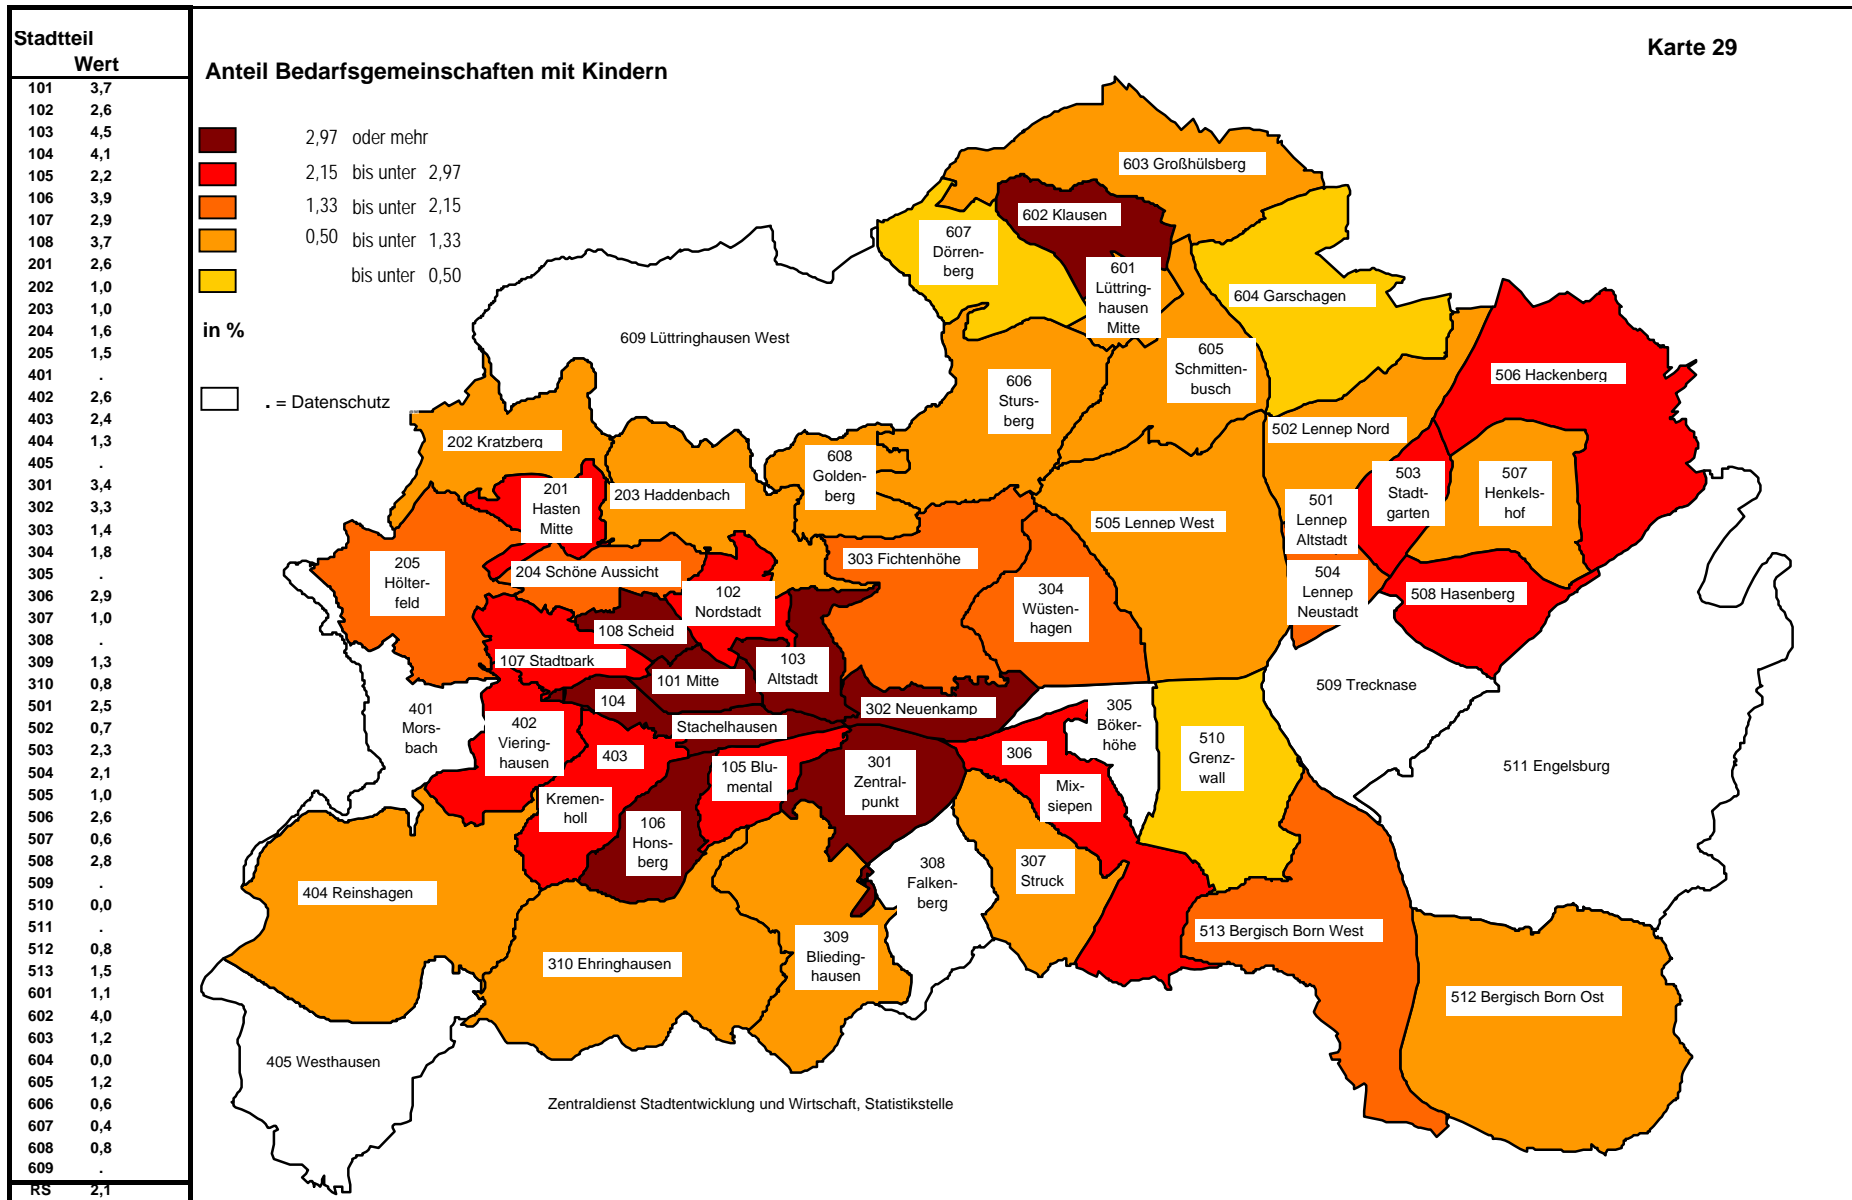 Stadtteil
Wert
101 3,7
102 2,6
103 4,5
104 4,1
105 2,2
106 3,9
107 2,9
108 3,7
201 2,6
202 1,0
203 1,0
204 1,6
205 1,5
401 .
402 2,6
403 2,4
404 1,3
405 .
301 3,4
302 3,3
303 1,4
304 1,8
305 .
306 2,9
307 1,0
308 .
309 1,3
310 0,8
501 2,5
502 0,7
503 2,3
504 2,1
505 1,0
506 2,6
507 0,6
508 2,8
509 .
510 0,0
511 .
512 0,8
513 1,5
601 1,1
602 4,0
603 1,2
604 0,0
605 1,2
606 0,6
607 0,4
608 0,8
609 .
RS 2,1
Karte 29
Anteil Bedarfsgemeinschaften mit Kindern
2,97 oder mehr
2,15 bis unter 2,97
1,33 bis unter 2,15
0,50 bis unter 1,33
bis unter 0,50
in %
. = Datenschutz
603 Großhülsberg
602 Klausen
607
Dörren-
berg
601
Lüttring-
hausen
Mitte
604 Garschagen
609 Lüttringhausen West
605
Schmitten-
busch
606
Sturs-
berg
506 Hackenberg
502 Lennep Nord
202 Kratzberg
608
Golden-
berg
503
Stadt-
garten
507
Henkels-
hof
201
Hasten
Mitte
203 Haddenbach
501
Lennep
Altstadt
505 Lennep West
303 Fichtenhöhe
205
Hölter-
feld
204 Schöne Aussicht
504
Lennep
Neustadt
102
Nordstadt
304
Wüsten-
hagen
508 Hasenberg
108 Scheid
107 Stadtpark
103
Altstadt
101 Mitte
509 Trecknase
104
Stachelhausen
302 Neuenkamp
305
Böker-
höhe
401
Mors-
bach
402
Viering-
hausen
403
Kremen-
holl
105 Blu-
mental
301
Zentral-
punkt
306
Mix-
siepen
510
Grenz-
wall
511 Engelsburg
106
Hons-
berg
404 Reinshagen
308
Falken-
berg
307
Struck
309
Blieding-
hausen
513 Bergisch Born West
310 Ehringhausen
512 Bergisch Born Ost
405 Westhausen
Zentraldienst Stadtentwicklung und Wirtschaft, Statistikstelle